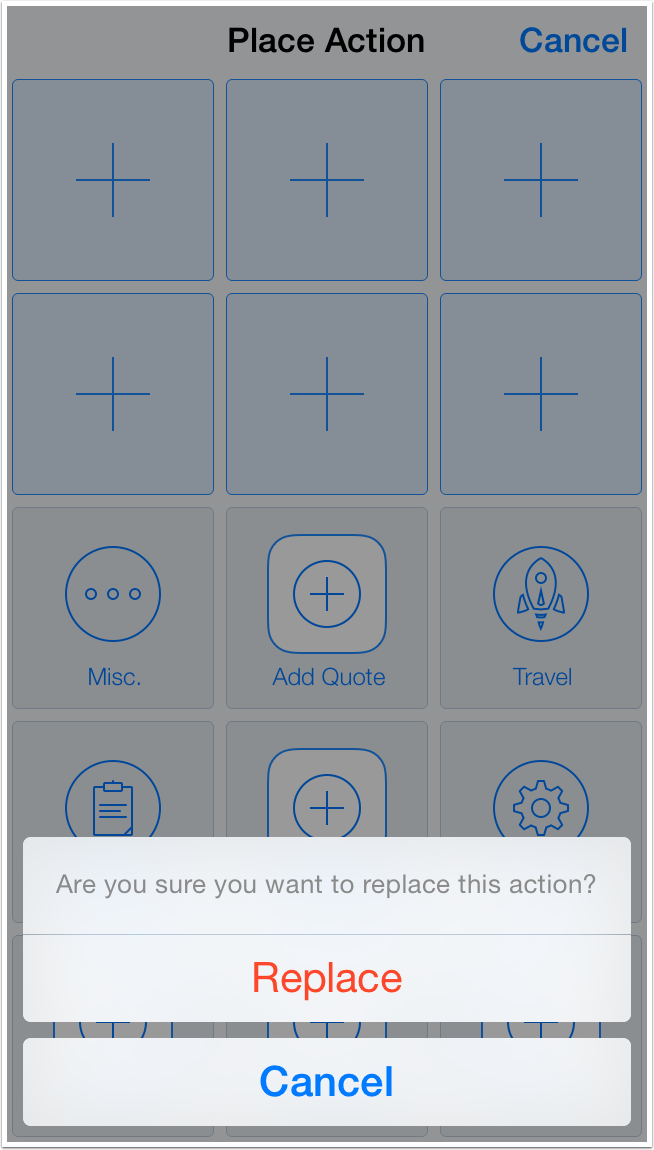 Place Action
Cancel
Misc.
Add Quote
Travel
Are you sure you want to replace this action?
Replace
Cancel